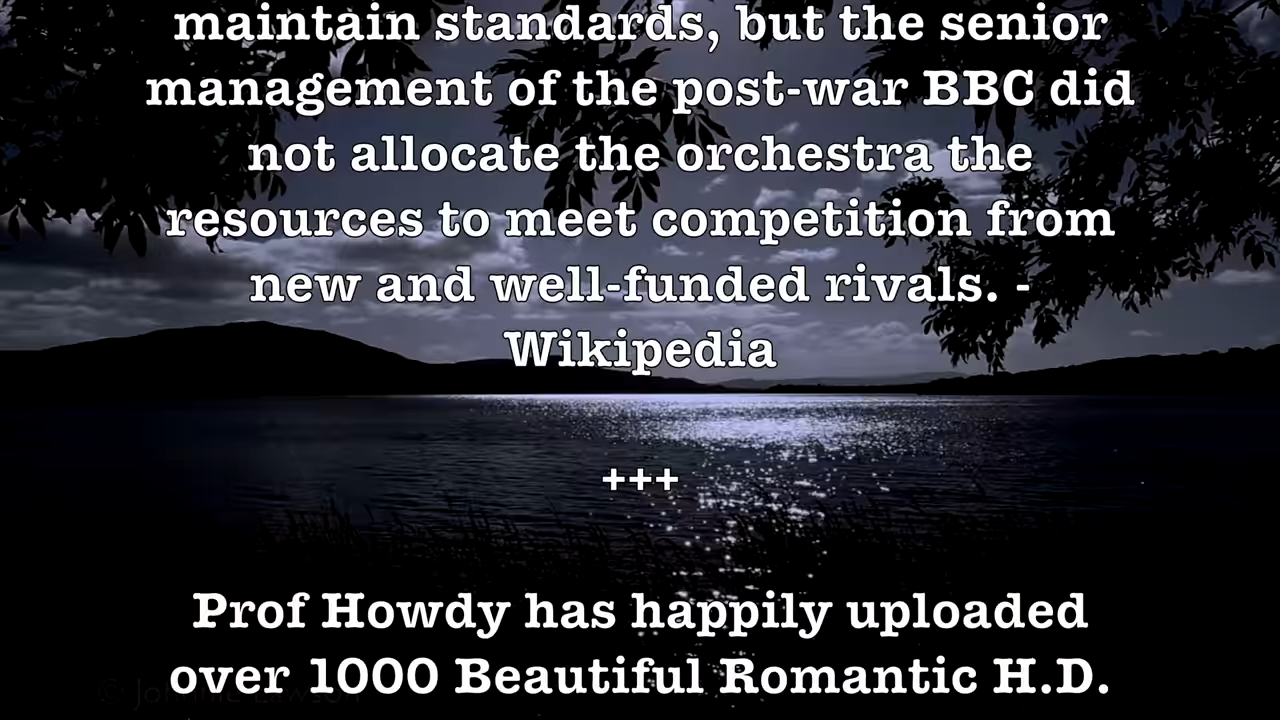 maintain standards, but the senior
management of the post-war BBC did
not allocate the orchestra the
resources to meet competition from
new and well-funded rivals. -
Wikipedia
+++
Prof Howdy has happily uploaded
over 1000 Beautiful Romantic H.D.